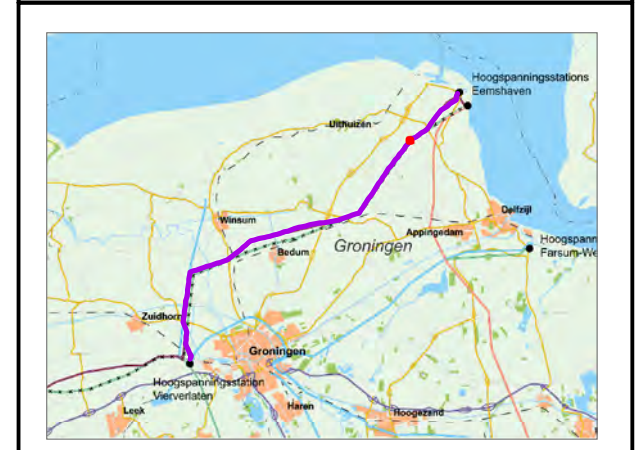 Hoogspanningsstations
Eemshaven
Uithuizen
Delfzijl
Winsum
Appingedam
Groningen
Hoogspann
Farsum-We
Bedum
Zuidhorn
Groningen
Hoogspanningsstation
Vierverlaten
Leek
Haren
Hoogezand